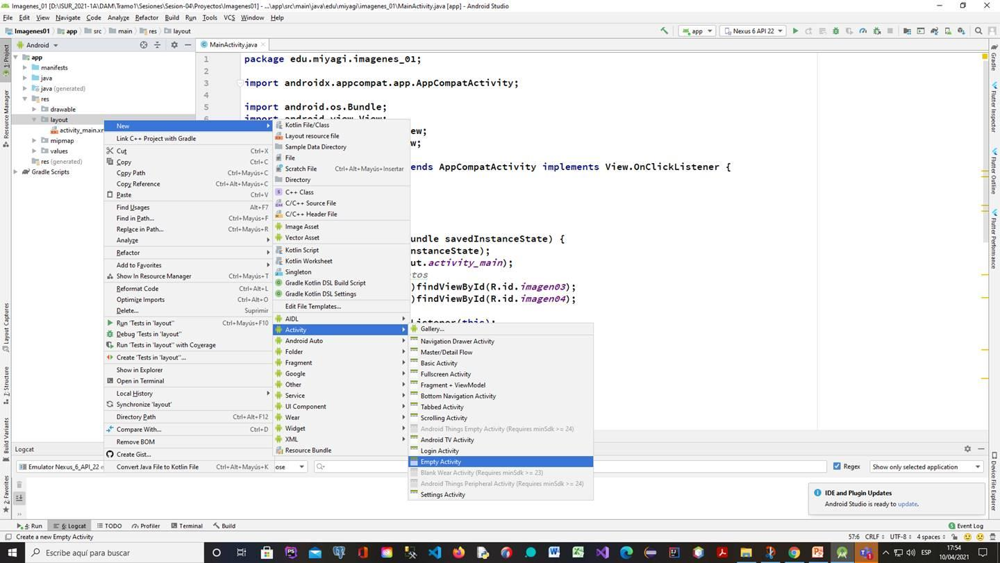 Imagenes_01 [D:\ISUR_2021-1A\DAM\Tramo1\Sesiones\Sesion-04\Proyectos\Imagenes01] - ...\app\src\main\java\edu\miyagi\imagenes_01\MainActivity.java [app] - Android Studio
File Edit View Navigate Code Analyze Refactor Build Run Tools VCS Window Help
Imagenes01 app src main res layout
app Nexus 6 API 22
Android
MainActivity.java
1: Project
Resource Manager
Layout Captures
7: Structure
Build Variants
2: Favorites
app
manifests
java
java (generated)
res
drawable
layout
activity_main.xm
mipmap
values
res (generated)
Gradle Scripts
1 package edu.miyagi.imagenes_01;
2
3 import androidx.appcompat.app.AppCompatActivity;
4
5 import android.os.Bundle;
6 import android.view.View;
ew;
w;
ends AppCompatActivity implements View.OnClickListener {
undle savedInstanceState) {
nstanceState);
ut.activity_main);
tos
)findViewById(R.id.imagen03);
)findViewById(R.id.imagen04);
Listener(this);
New
Link C++ Project with Gradle
Cut Ctrl+X
Copy Ctrl+C
Copy Path Ctrl+Mayús+C
Copy Reference Ctrl+Alt+Mayús+C
Paste Ctrl+V
Find Usages Alt+F7
Find in Path... Ctrl+Mayús+F
Replace in Path... Ctrl+Mayús+R
Analyze
Refactor
Add to Favorites
Show In Resource Manager Ctrl+Mayús+T
Reformat Code Ctrl+Alt+L
Optimize Imports Ctrl+Alt+O
Delete... Suprimir
Run 'Tests in 'layout'' Ctrl+Mayús+F10
Debug 'Tests in 'layout''
Run 'Tests in 'layout'' with Coverage
Create 'Tests in 'layout''...
Show in Explorer
Open in Terminal
Local History
Synchronize 'layout'
Directory Path Ctrl+Alt+F12
Compare With... Ctrl+D
Remove BOM
Create Gist...
Convert Java File to Kotlin File Ctrl+Alt+Mayús+K
Kotlin File/Class
Layout resource file
Sample Data Directory
File
Scratch File Ctrl+Alt+Mayús+Insertar
Directory
C++ Class
C/C++ Source File
C/C++ Header File
Image Asset
Vector Asset
Kotlin Script
Kotlin Worksheet
Singleton
Gradle Kotlin DSL Build Script
Gradle Kotlin DSL Settings
Edit File Templates...
AIDL
Activity
Android Auto
Folder
Fragment
Google
Other
Service
UI Component
Wear
Widget
XML
Resource Bundle
Gallery...
Navigation Drawer Activity
Master/Detail Flow
Basic Activity
Fullscreen Activity
Fragment + ViewModel
Bottom Navigation Activity
Tabbed Activity
Scrolling Activity
Android Things Empty Activity (Requires minSdk >= 24)
Android TV Activity
Login Activity
Empty Activity
Blank Wear Activity (Requires minSdk >= 23)
Android Things Peripheral Activity (Requires minSdk >= 24)
Settings Activity
Gradle
Flutter Inspector
Flutter Outline
Flutter Performance
Device File Explorer
Logcat
Emulator Nexus_6_API_22 ose Regex Show only selected application
IDE and Plugin Updates
Android Studio is ready to update.
4: Run 6: Logcat TODO Profiler Terminal Build Event Log
Create a new Empty Activity 57:6 CRLF UTF-8 4 spaces
Escribe aquí para buscar
ESP
17:54
10/04/2021